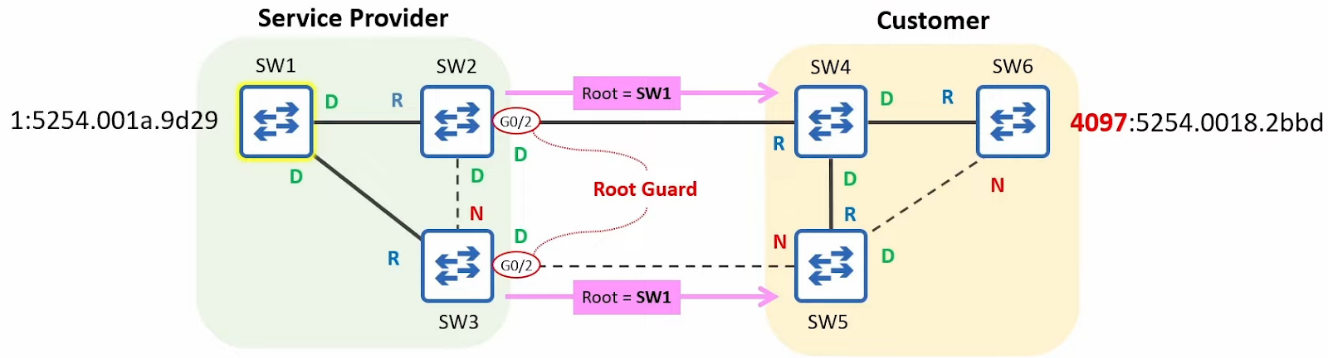 Service Provider
Customer
SW1
SW2
SW4
SW6
Root = SW1
D
R
D
R
1:5254.001a.9d29
G0/2
4097:5254.0018.2bbd
R
D
D
D
D
N
Root Guard
N
R
D
R
N
D
G0/2
N
D
Root = SW1
SW3
SW5